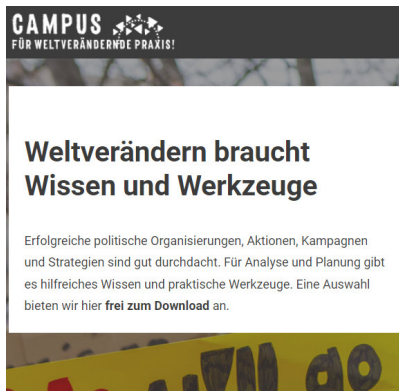 CAMPUS
FÜR WELTVERÄNDERNDE PRAXIS!
Weltverändern braucht
Wissen und Werkzeuge
Erfolgreiche politische Organisierungen, Aktionen, Kampagnen
und Strategien sind gut durchdacht. Für Analyse und Planung gibt
es hilfreiches Wissen und praktische Werkzeuge. Eine Auswahl
bieten wir hier frei zum Download an.